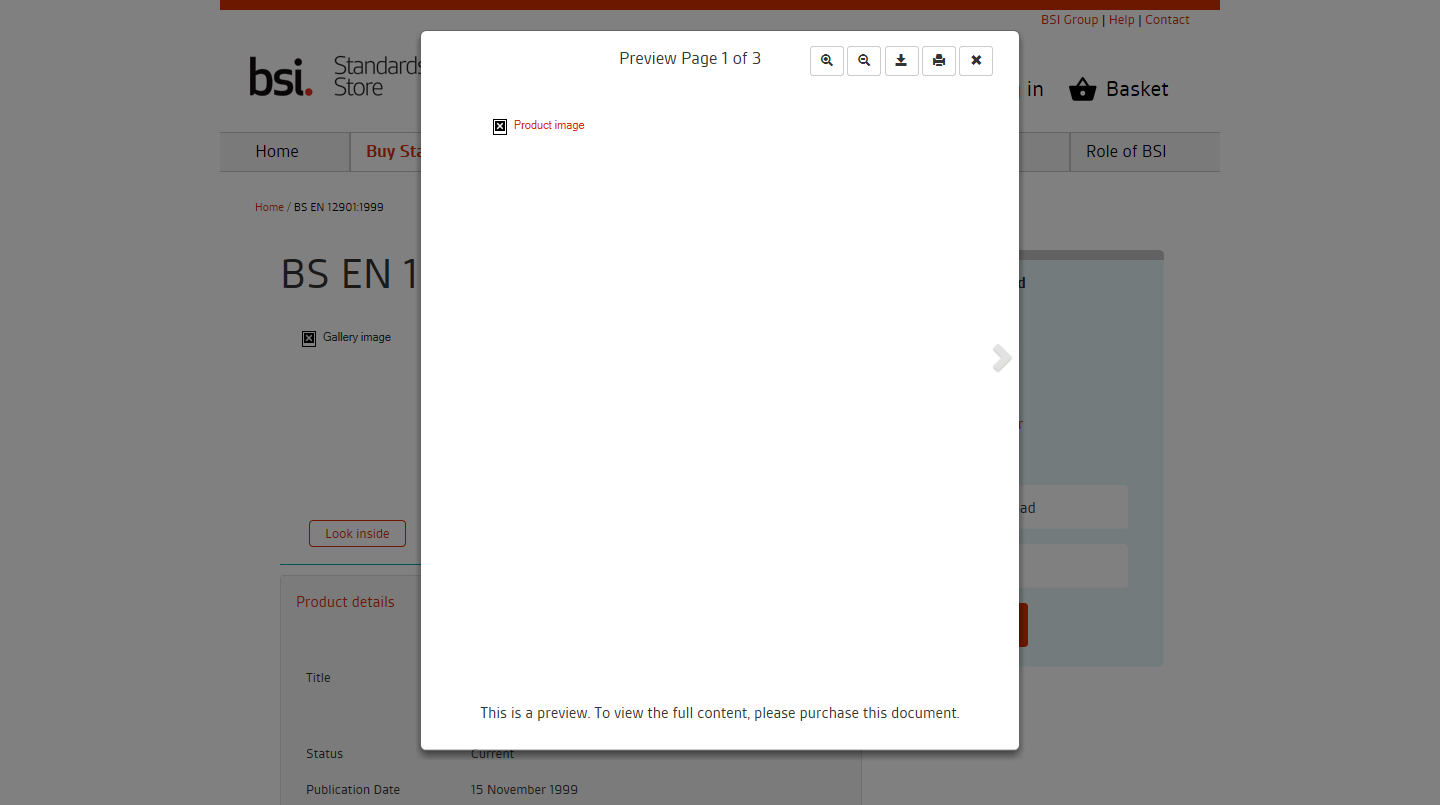 BSI Group | Help | Contact
bsi. Standards
Store
in
Basket
Home
Buy
Role of BSI
Home / BS EN 12901:1999
BS EN 1
Gallery image
Look inside
Product details
Title
Status
Current
Publication Date
15 November 1999
Preview Page 1 of 3
Product image
This is a preview. To view the full content, please purchase this document.